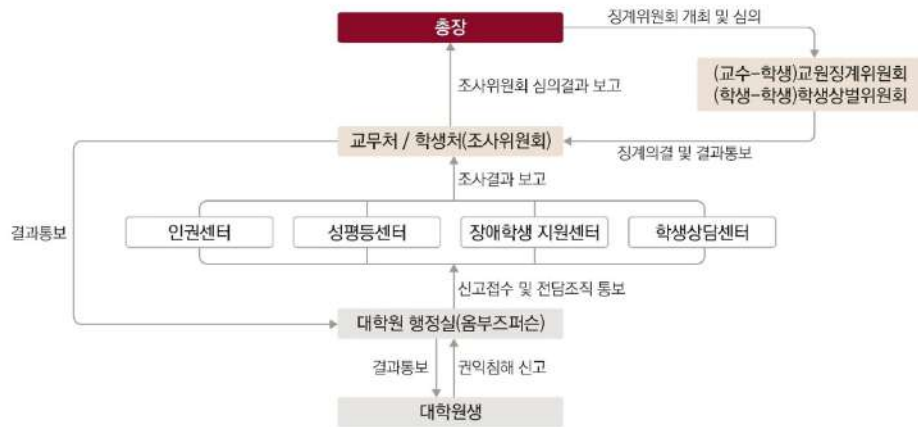 총장
징계위원회 개최 및 심의
(교수-학생)교원징계위원회
(학생-학생)학생상벌위원회
조사위원회 심의결과 보고
교무처 / 학생처(조사위원회)
징계의결 및 결과통보
조사결과 보고
결과통보
인권센터
성평등센터
장애학생 지원센터
학생상담센터
신고접수 및 전담조직 통보
대학원 행정실(옴부즈퍼슨)
결과통보
권익침해 신고
대학원생